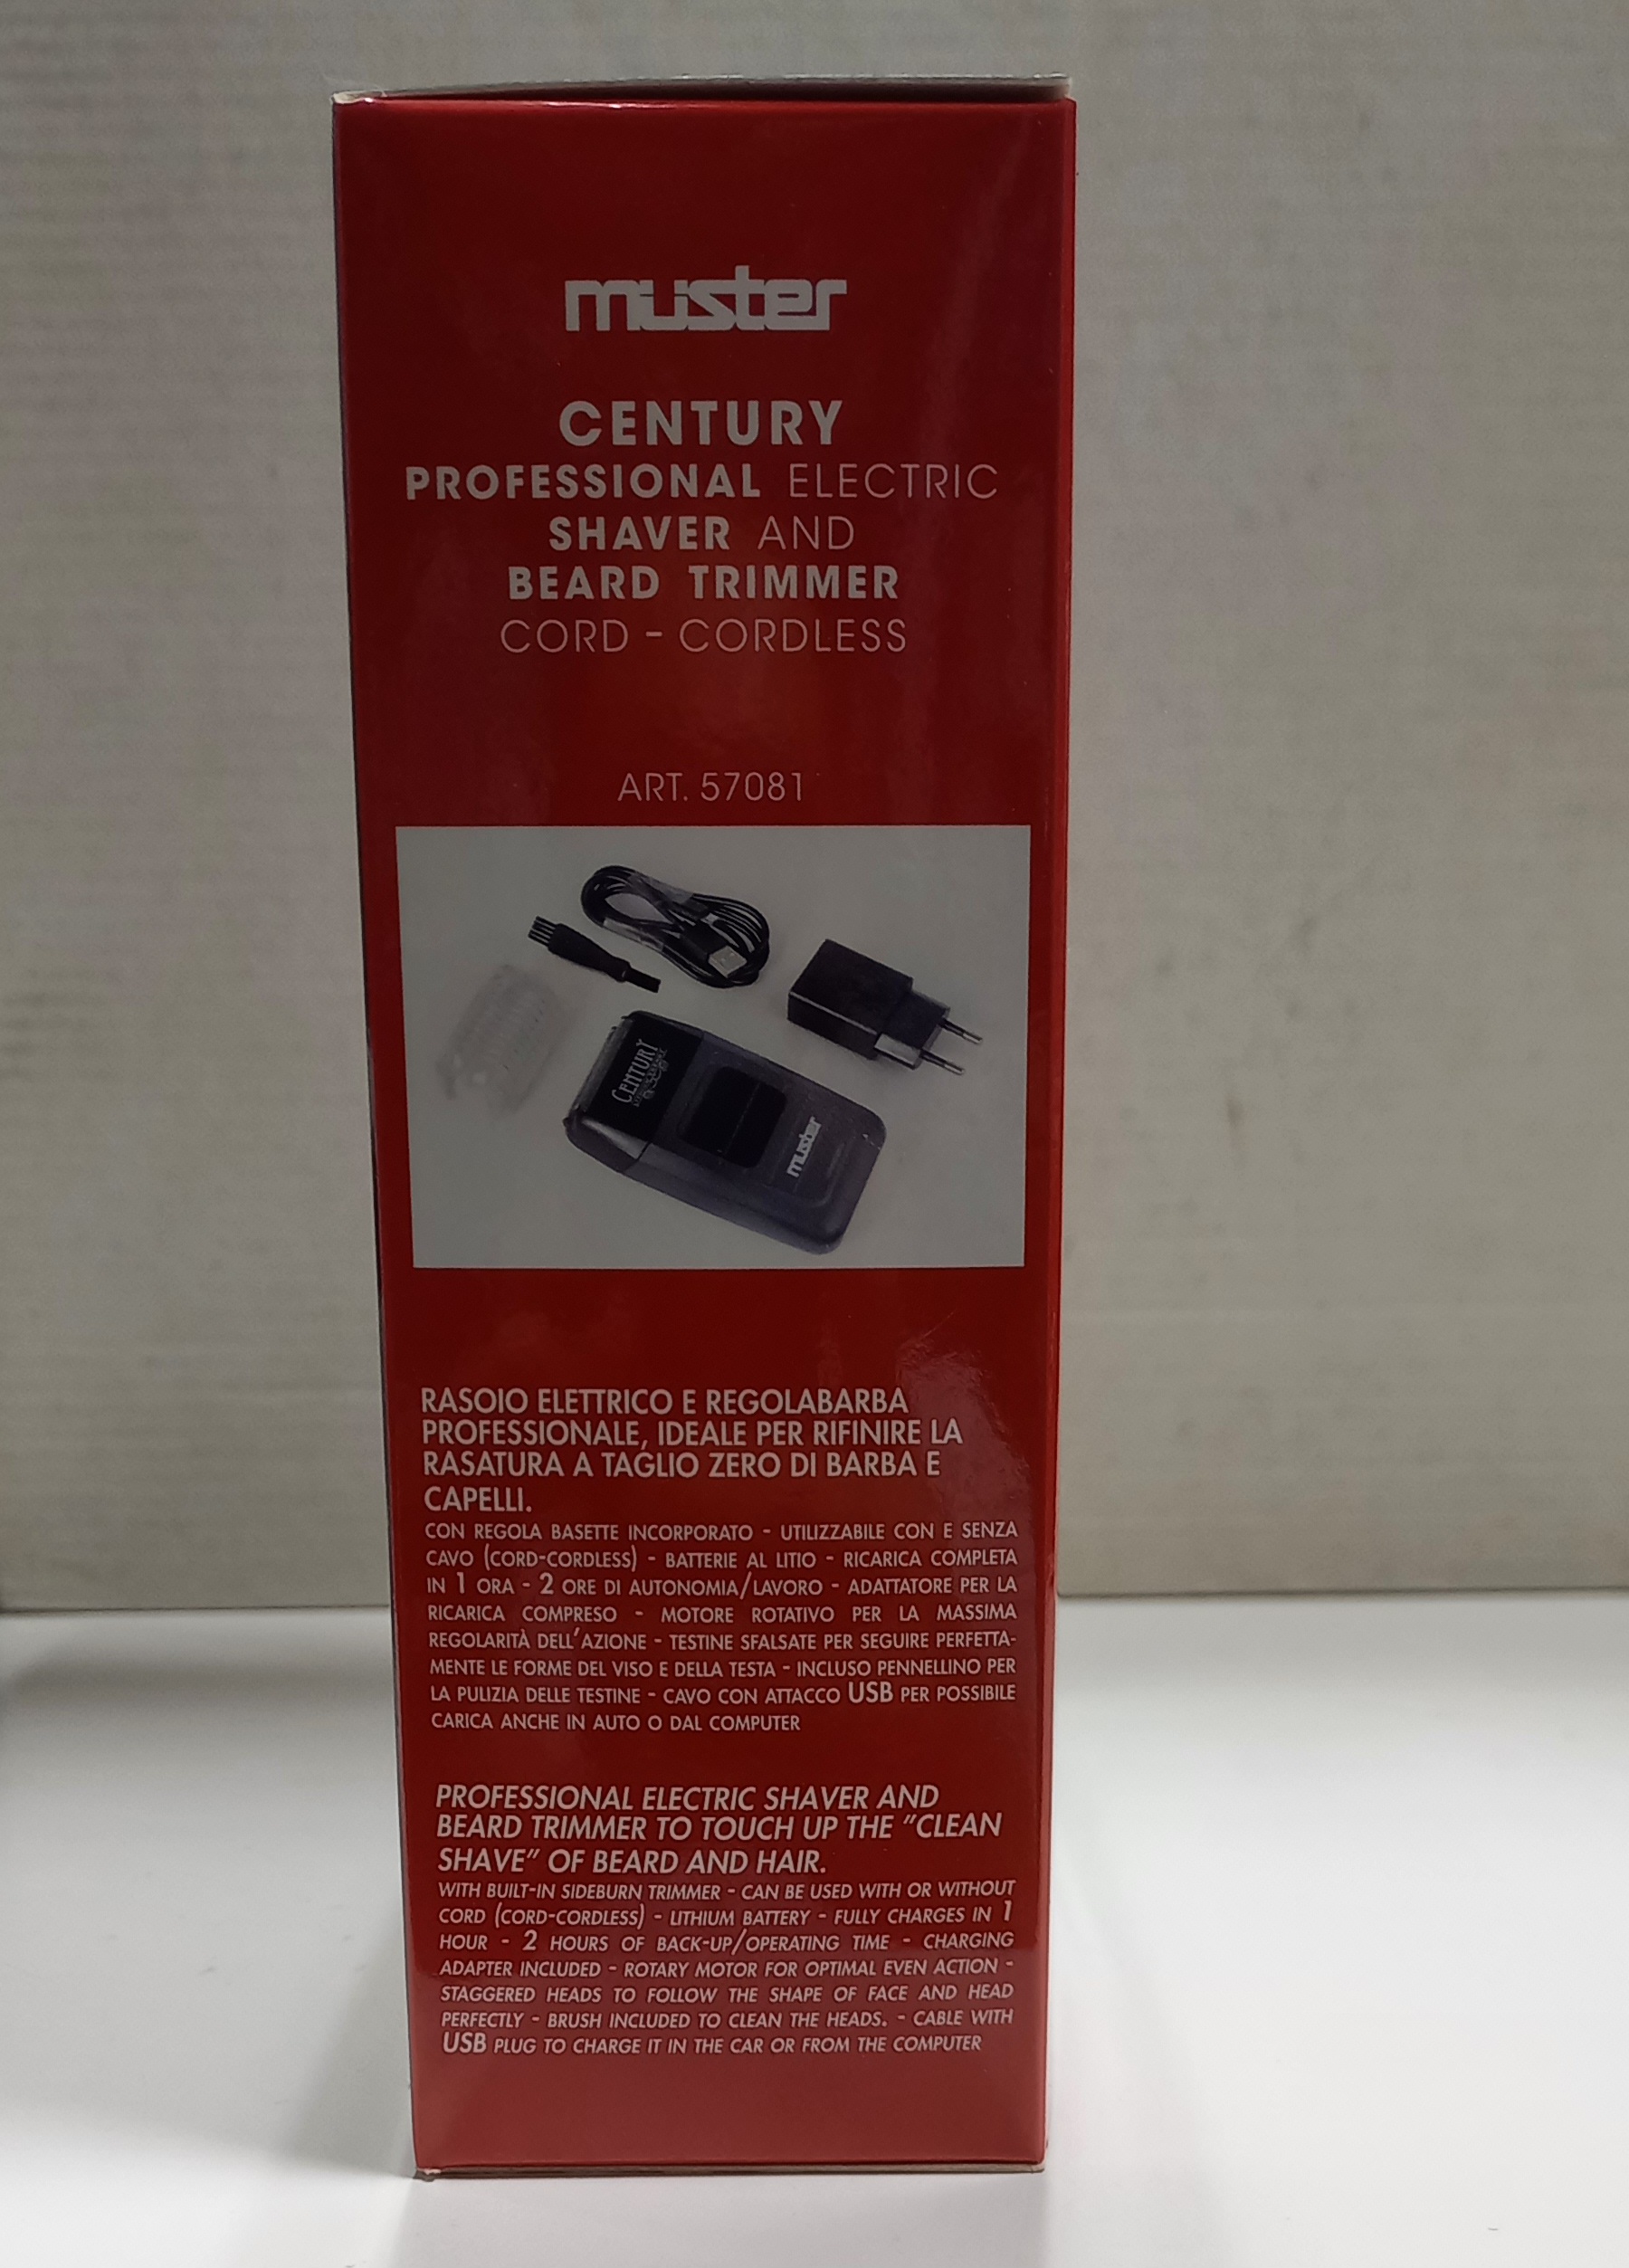 muster
CENTURY
PROFESSIONAL ELECTRIC
SHAVER AND
BEARD TRIMMER
CORD - CORDLESS
ART. 57081
CENTURY
muster
RASOIO ELETTRICO E REGOLABARBA
PROFESSIONALE, IDEALE PER RIFINIRE LA
RASATURA A TAGLIO ZERO DI BARBA E
CAPELLI.
CON REGOLA BASETTE INCORPORATO - UTILIZZABILE CON E SENZA
CAVO (CORD-CORDLESS) - BATTERIE AL LITIO - RICARICA COMPLETA
IN 1 ORA - 2 ORE DI AUTONOMIA/LAVORO - ADATTATORE PER LA
RICARICA COMPRESO - MOTORE ROTATIVO PER LA MASSIMA
REGOLARITÀ DELL'AZIONE - TESTINE SFALSATE PER SEGUIRE PERFETTA-
MENTE LE FORME DEL VISO E DELLA TESTA - INCLUSO PENNELLINO PER
LA PULIZIA DELLE TESTINE - CAVO CON ATTACCO USB PER POSSIBILE
CARICA ANCHE IN AUTO O DAL COMPUTER
PROFESSIONAL ELECTRIC SHAVER AND
BEARD TRIMMER TO TOUCH UP THE "CLEAN
SHAVE" OF BEARD AND HAIR.
WITH BUILT-IN SIDEBURN TRIMMER - CAN BE USED WITH OR WITHOUT
CORD (CORD-CORDLESS) - LITHIUM BATTERY - FULLY CHARGES IN 1
HOUR - 2 HOURS OF BACK-UP/OPERATING TIME - CHARGING
ADAPTER INCLUDED - ROTARY MOTOR FOR OPTIMAL EVEN ACTION -
STAGGERED HEADS TO FOLLOW THE SHAPE OF FACE AND HEAD
PERFECTLY - BRUSH INCLUDED TO CLEAN THE HEADS. - CABLE WITH
USB PLUG TO CHARGE IT IN THE CAR OR FROM THE COMPUTER